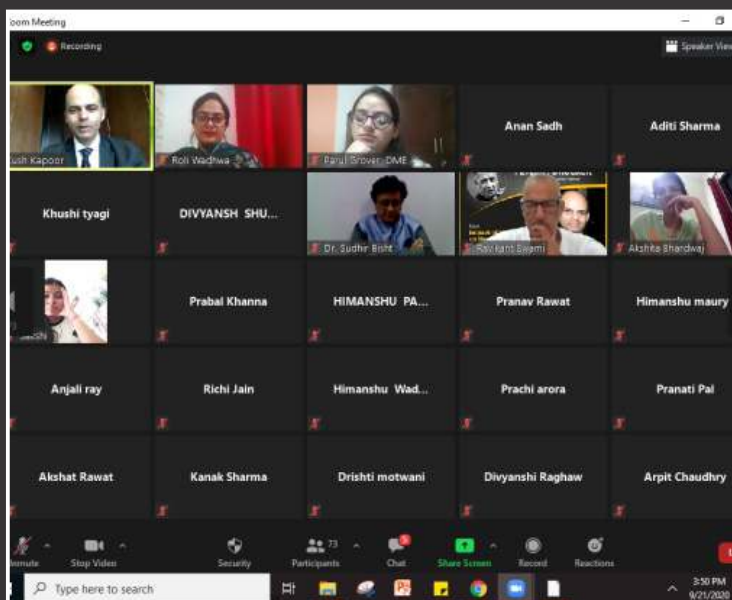 oom Meeting
Recording
Speaker View
ush Kapoor
Roli Wadhwa
Parul Grover, DME
Anan Sadh
Aditi Sharma
Khushi tyagi
DIVYANSH SHU...
Dr. Sudhir Bisht
Ravikant Swami
Akshita Bhardwaj
Prabal Khanna
HIMANSHU PA...
Pranav Rawat
Himanshu maury
Anjali ray
Richi Jain
Himanshu Wad...
Prachi arora
Pranati Pal
Akshat Rawat
Kanak Sharma
Drishti motwani
Divyanshi Raghaw
Arpit Chaudhry
Stop Video
Security
Participants
73
Chat
Share Screen
Record
Reactions
Type here to search
3:50 PM
9/21/2020